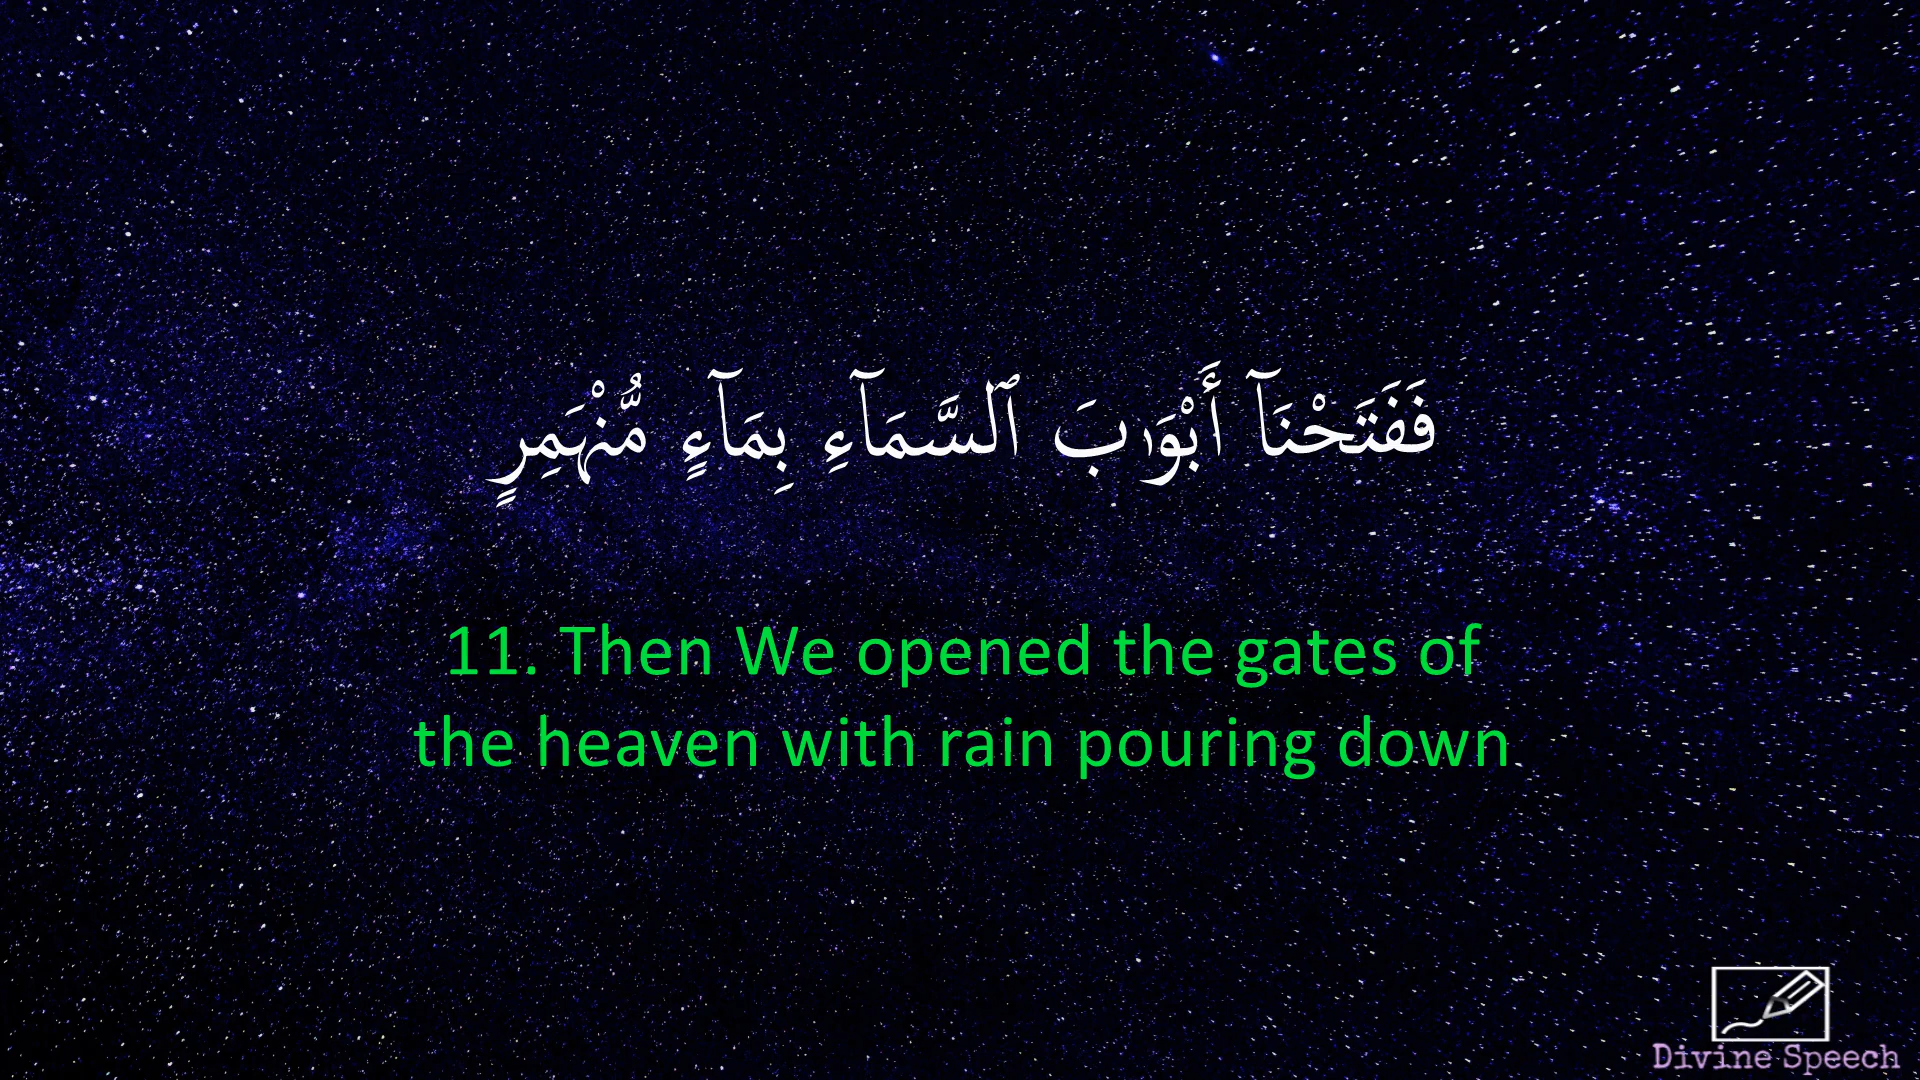 فَفَتَحْنَآ أَبْوَٰبَ ٱلسَّمَآءِ بِمَآءٍ مُّنْهَمِرٍ
11. Then We opened the gates of
the heaven with rain pouring down
Divine Speech